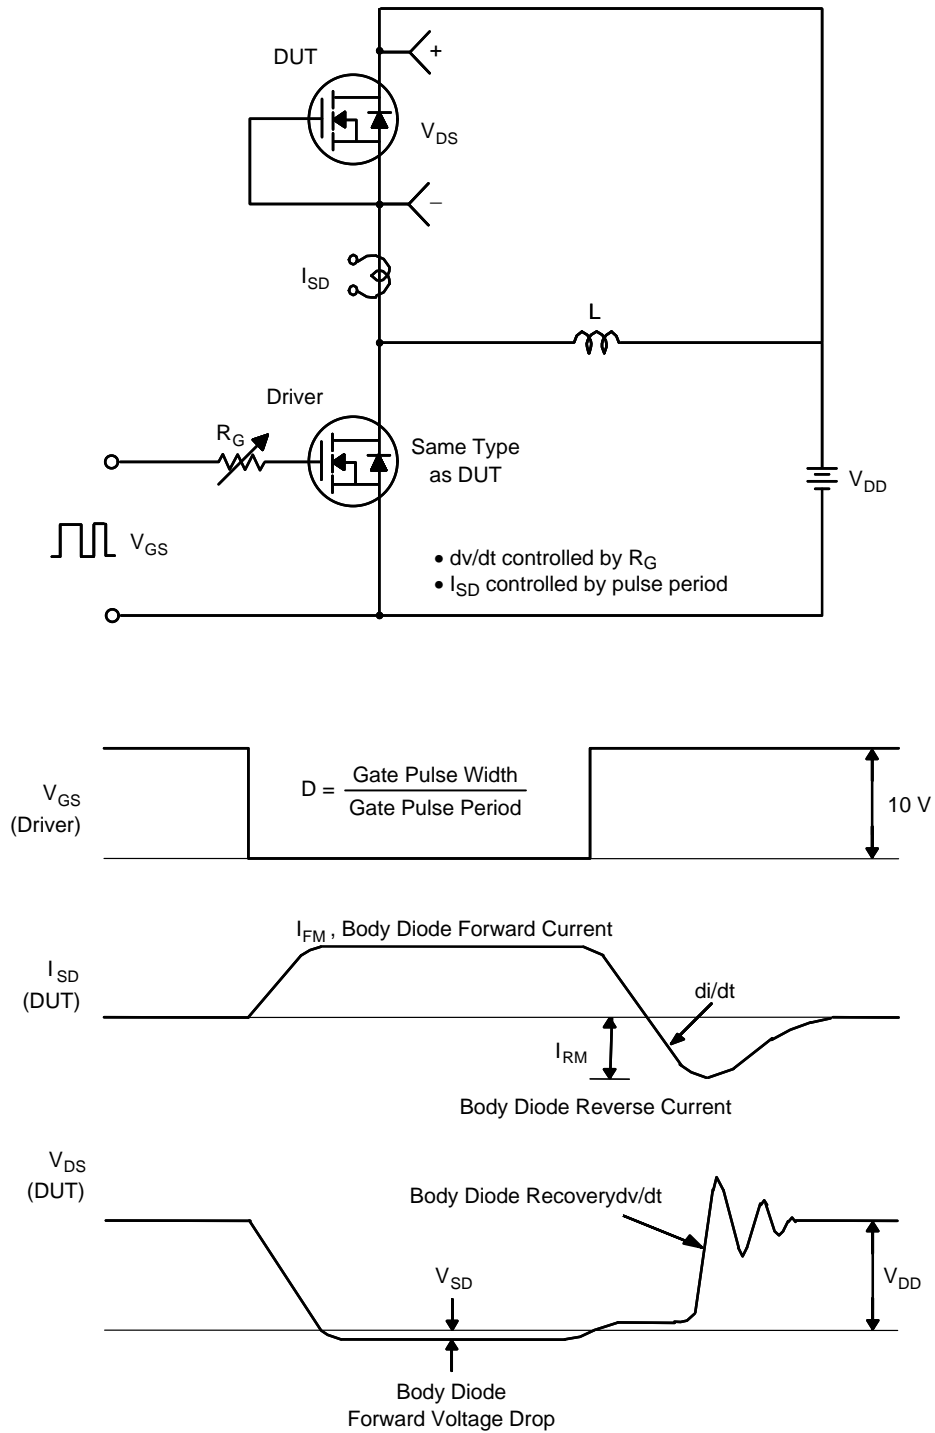 DUT
+
V_DS
–
I_SD
L
Driver
R_G
Same Type
as DUT
V_DD
V_GS
• dv/dt controlled by R_G
• I_SD controlled by pulse period
V_GS
(Driver)
D = Gate Pulse Width
Gate Pulse Period
10 V
I_FM , Body Diode Forward Current
I_SD
(DUT)
di/dt
I_RM
Body Diode Reverse Current
V_DS
(DUT)
Body Diode Recoverydv/dt
V_SD
V_DD
Body Diode
Forward Voltage Drop